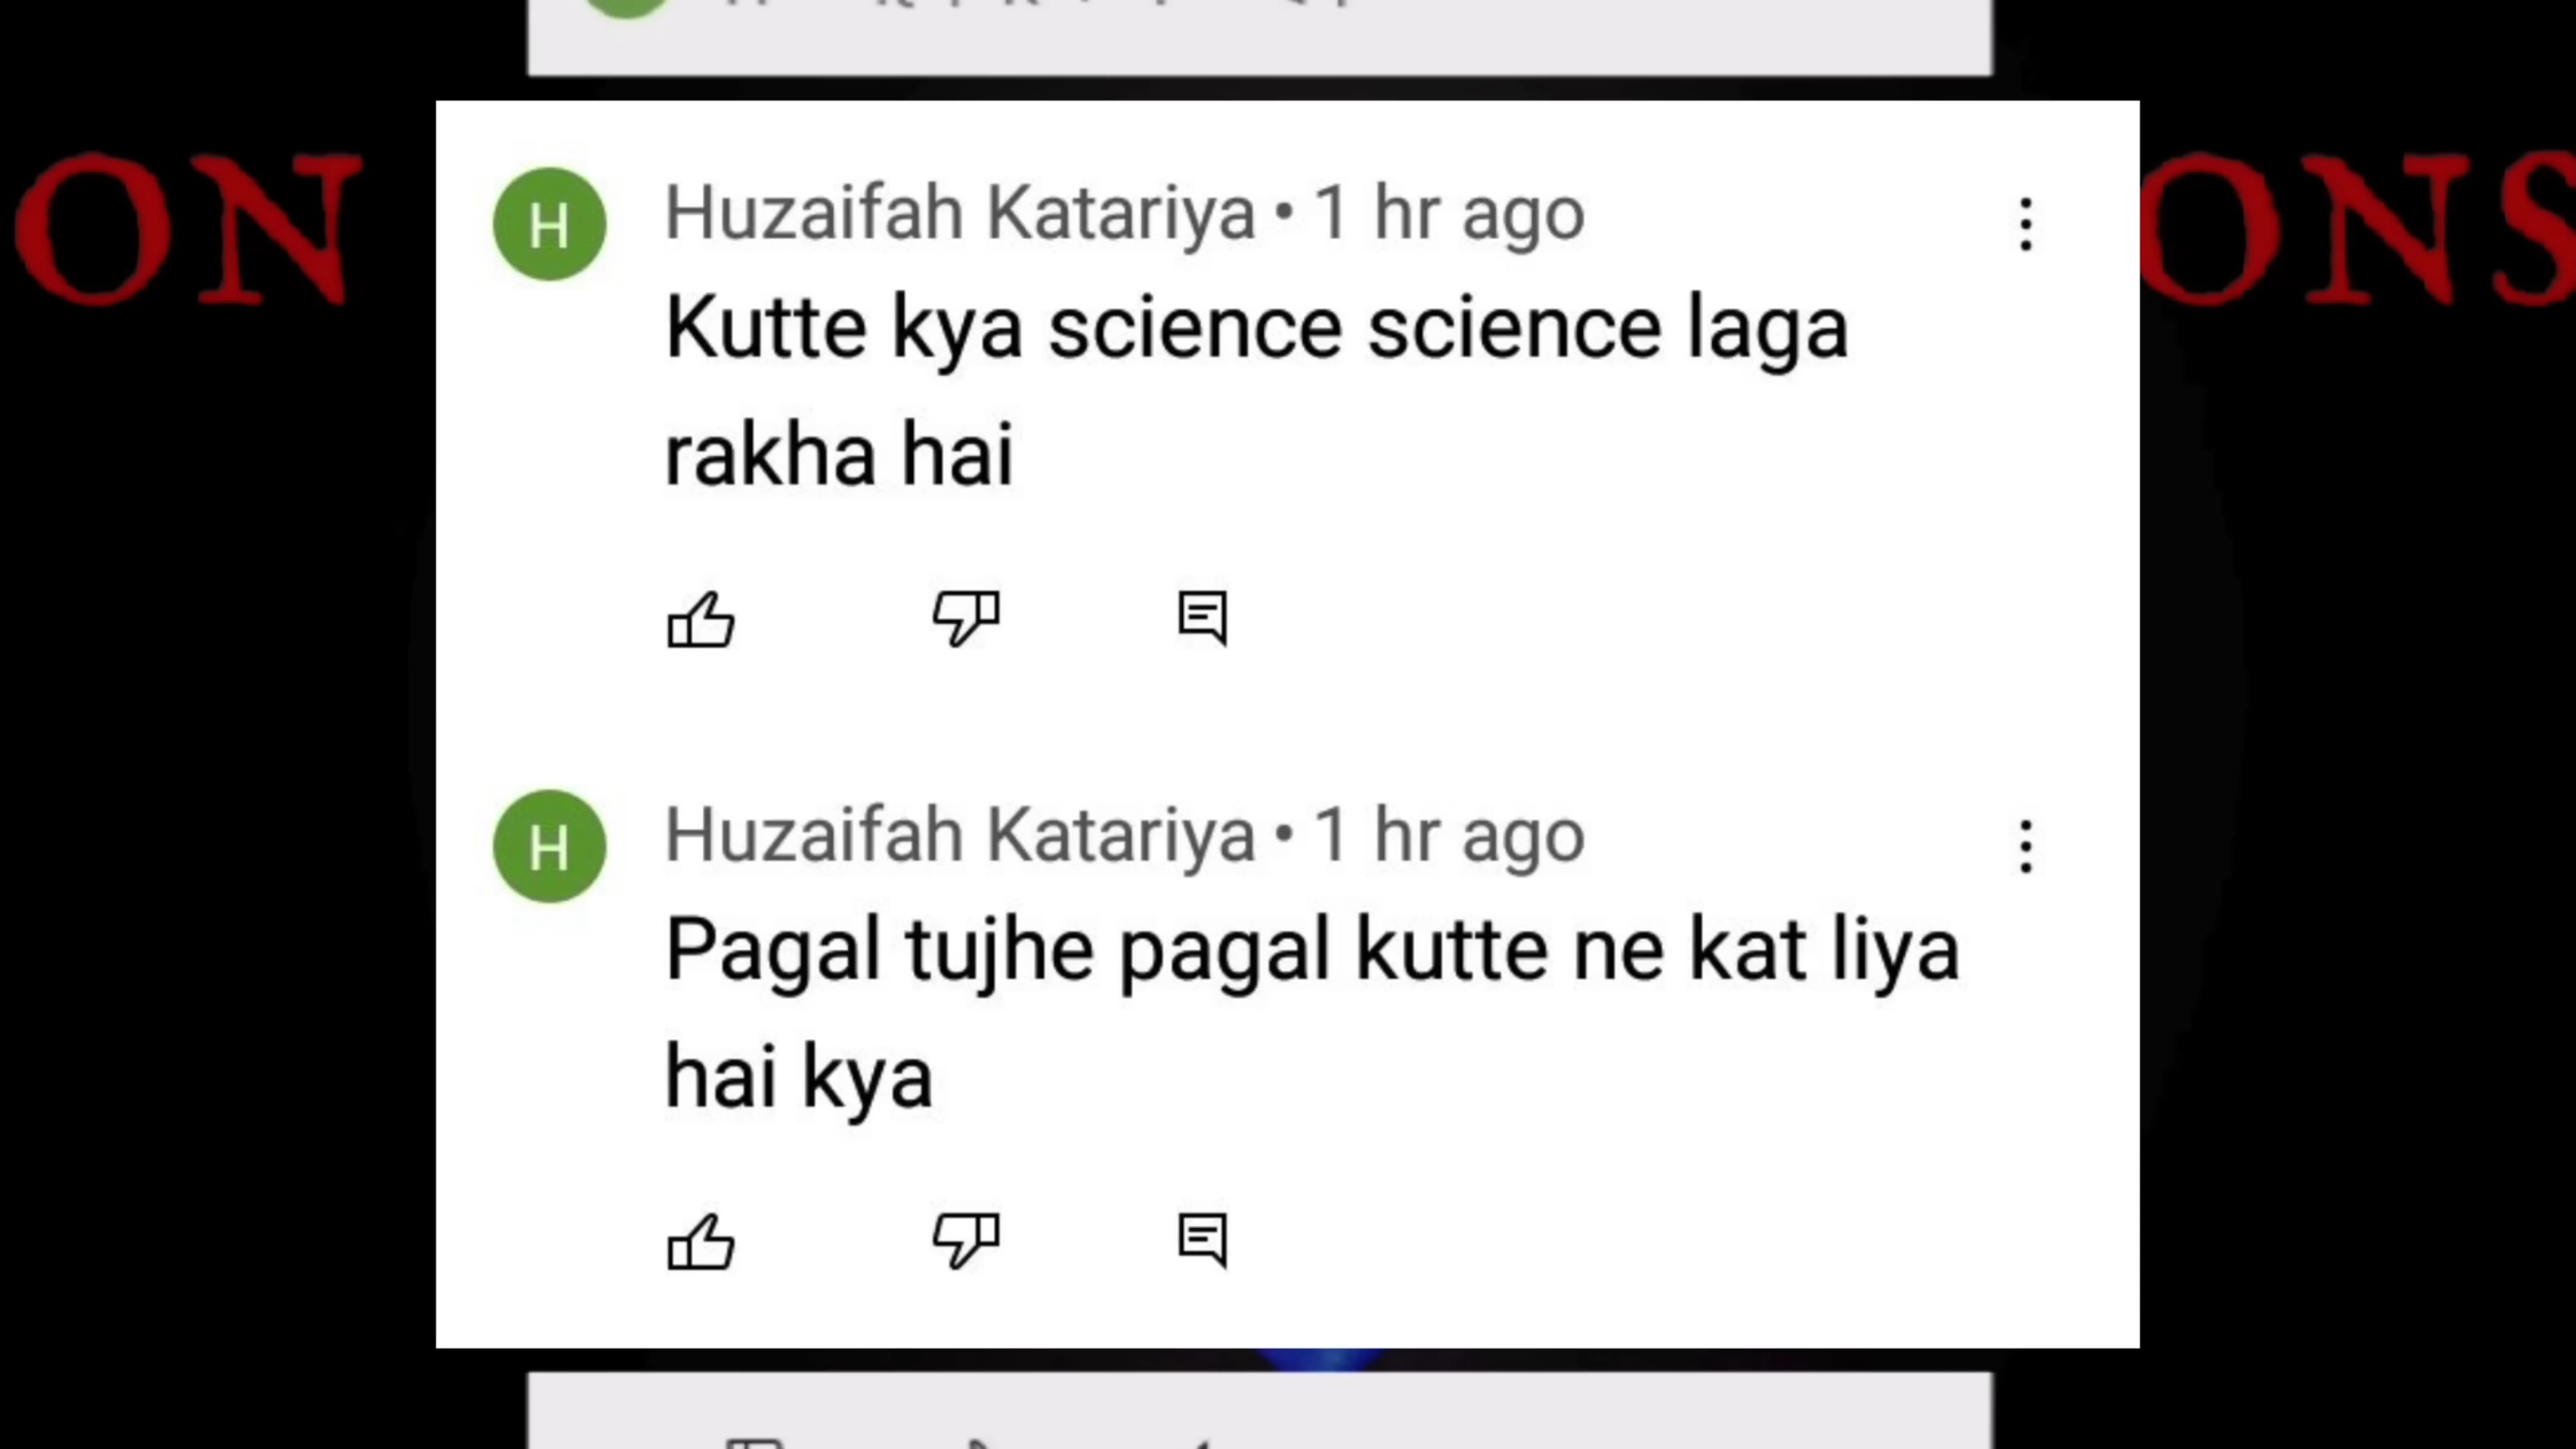 ON
ONS
H
Huzaifah Katariya • 1 hr ago
Kutte kya science science laga
rakha hai
H
Huzaifah Katariya • 1 hr ago
Pagal tujhe pagal kutte ne kat liya
hai kya